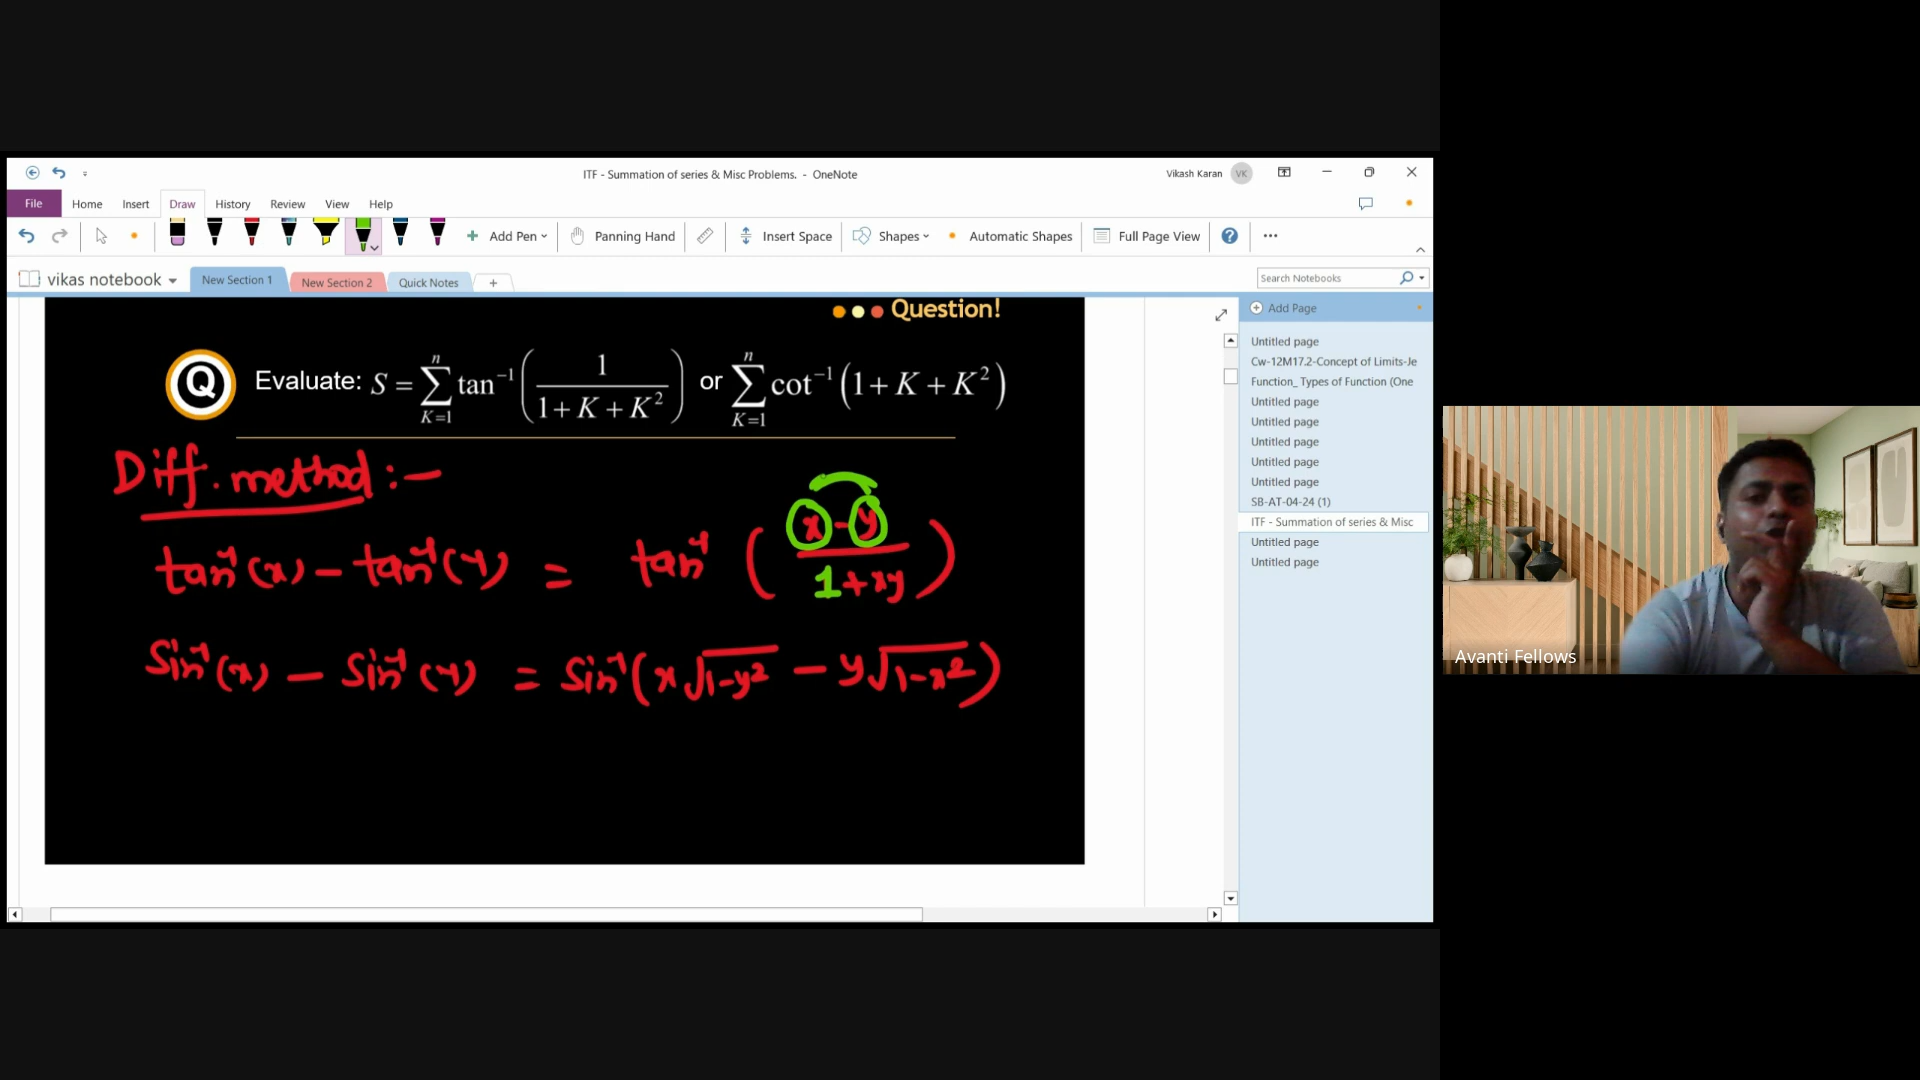 ITF - Summation of series & Misc Problems. - OneNote
Vikash Karan VK
File Home Insert Draw History Review View Help
+ Add Pen Panning Hand Insert Space Shapes Automatic Shapes Full Page View ? ...
vikas notebook New Section 1 New Section 2 Quick Notes +
Search Notebooks
Question!
Q Evaluate: S = \sum_{K=1}^{n} tan⁻¹ (1/(1+K+K²)) or \sum_{K=1}^{n} cot⁻¹ (1+K+K²)
Diff. method :-
tan⁻¹(x) - tan⁻¹(y) = tan⁻¹ ((x-y)/(1+xy))
Sin⁻¹(x) - Sin⁻¹(y) = Sin⁻¹(x√(1-y²) - y√(1-x²))
Add Page
Untitled page
Cw-12M17.2-Concept of Limits-Je
Function_ Types of Function (One
Untitled page
Untitled page
Untitled page
Untitled page
Untitled page
SB-AT-04-24 (1)
ITF - Summation of series & Misc
Untitled page
Untitled page
Avanti Fellows